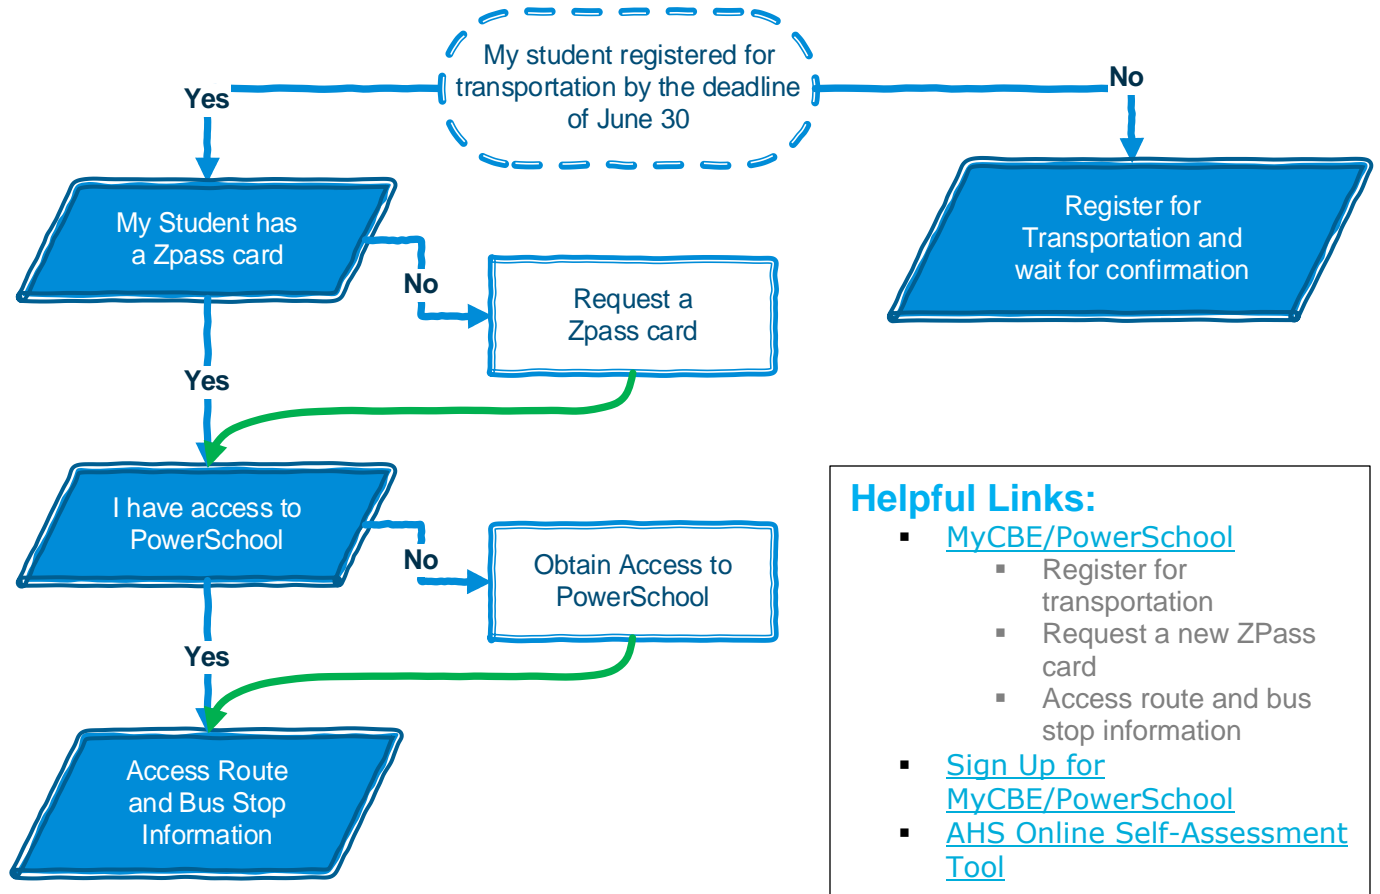 My student registered for
transportation by the deadline
of June 30
Yes
No
My Student has
a Zpass card
Register for
Transportation and
wait for confirmation
No
Request a
Zpass card
Yes
I have access to
PowerSchool
No
Obtain Access to
PowerSchool
Yes
Access Route
and Bus Stop
Information
Helpful Links:
▪ MyCBE/PowerSchool
▪ Register for
transportation
▪ Request a new ZPass
card
▪ Access route and bus
stop information
▪ Sign Up for
MyCBE/PowerSchool
▪ AHS Online Self-Assessment
Tool